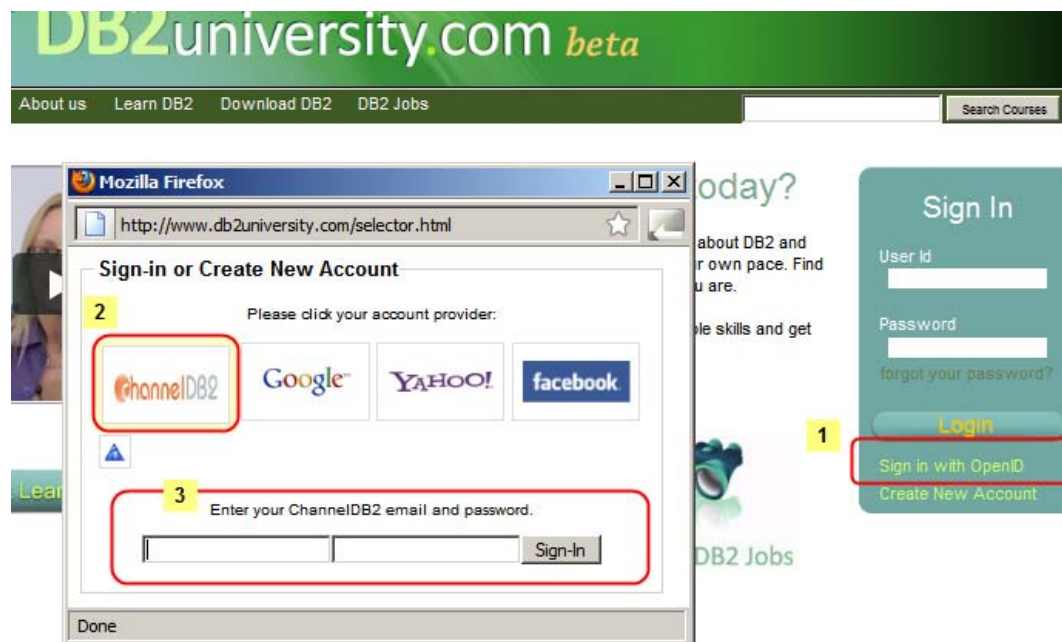 DB2university.com beta
About us Learn DB2 Download DB2 DB2 Jobs Search Courses
oday?
about DB2 and
r own pace. Find
u are.
ole skills and get
DB2 Jobs
Lear
Mozilla Firefox
http://www.db2university.com/selector.html
Sign-in or Create New Account
2
Please click your account provider:
ChannelDB2 Google YAHOO! facebook
3
Enter your ChannelDB2 email and password.
Sign-In
Done
Sign In
User Id
Password
forgot your password?
Login
1
Sign in with OpenID
Create New Account